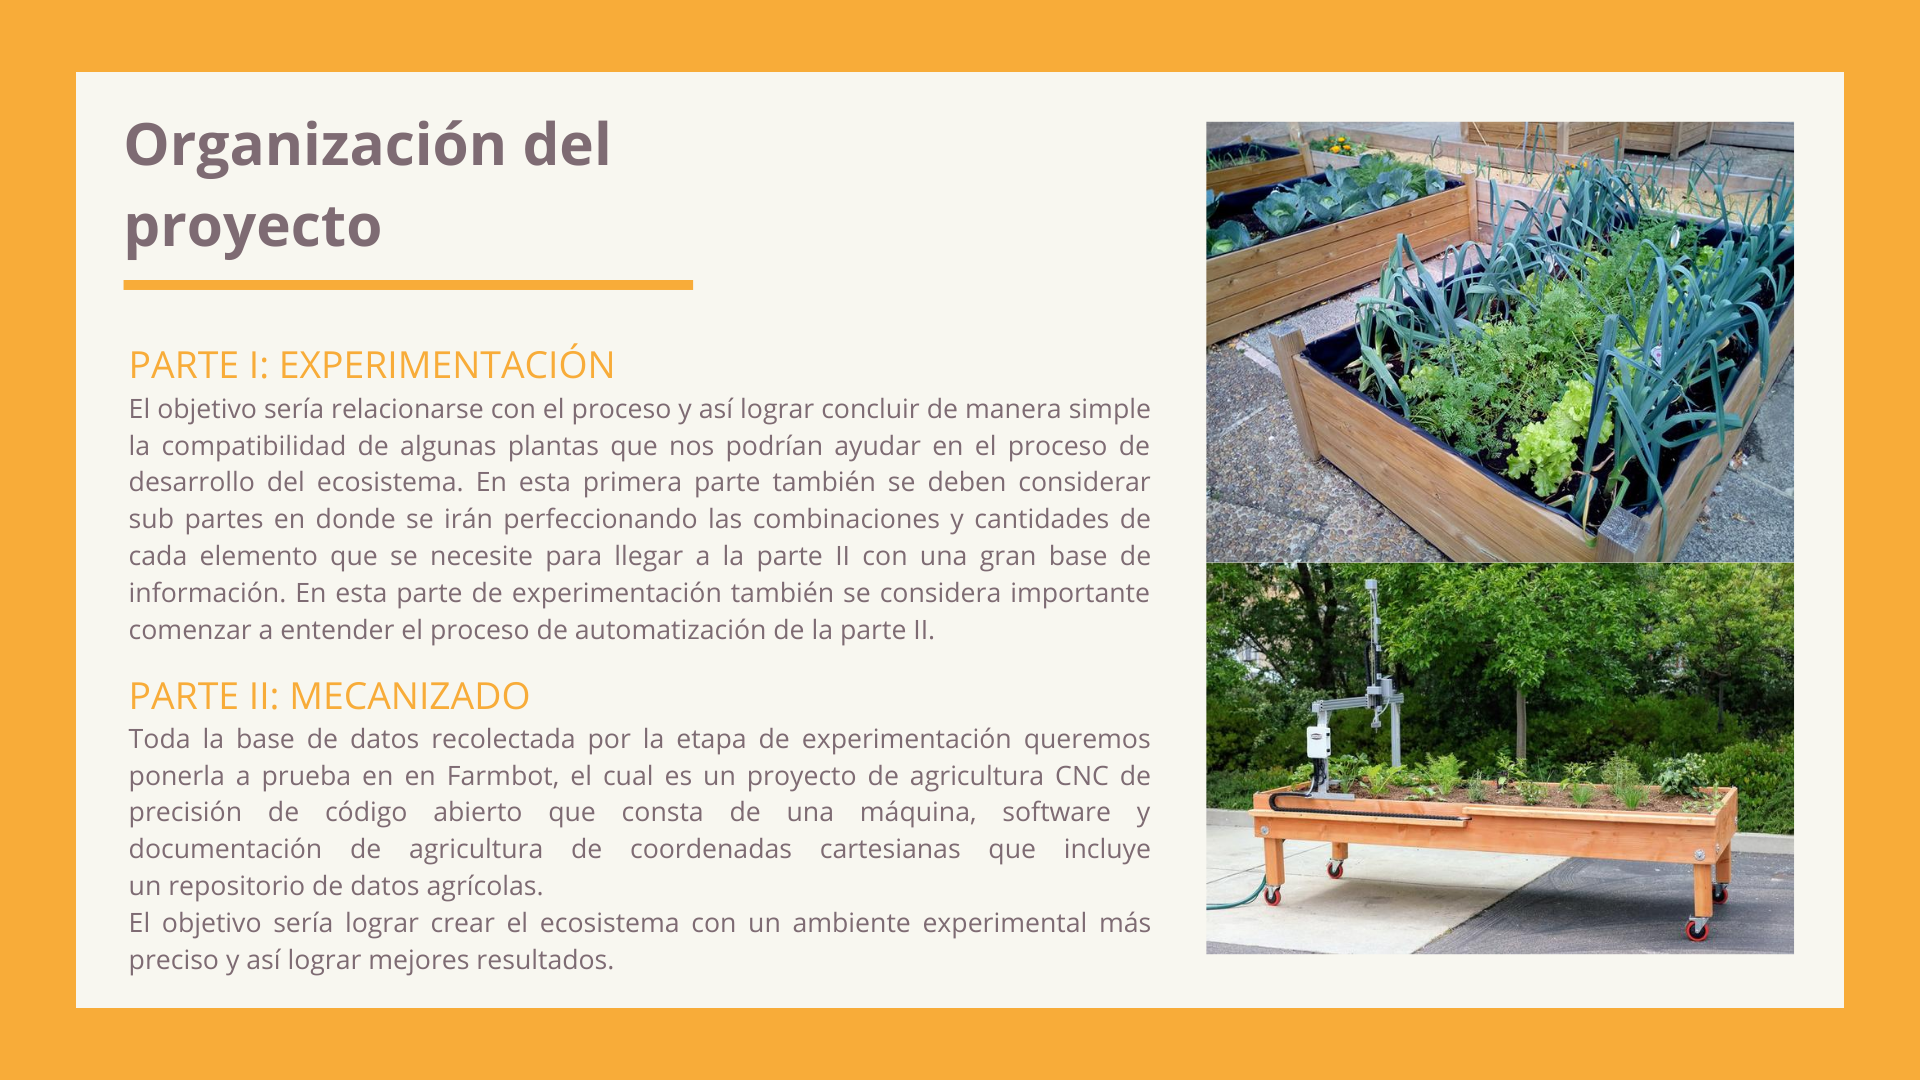 Organización del
proyecto
PARTE I: EXPERIMENTACIÓN
El objetivo sería relacionarse con el proceso y así lograr concluir de manera simple
la compatibilidad de algunas plantas que nos podrían ayudar en el proceso de
desarrollo del ecosistema. En esta primera parte también se deben considerar
sub partes en donde se irán perfeccionando las combinaciones y cantidades de
cada elemento que se necesite para llegar a la parte II con una gran base de
información. En esta parte de experimentación también se considera importante
comenzar a entender el proceso de automatización de la parte II.
PARTE II: MECANIZADO
Toda la base de datos recolectada por la etapa de experimentación queremos
ponerla a prueba en en Farmbot, el cual es un proyecto de agricultura CNC de
precisión de código abierto que consta de una máquina, software y
documentación de agricultura de coordenadas cartesianas que incluye
un repositorio de datos agrícolas.
El objetivo sería lograr crear el ecosistema con un ambiente experimental más
preciso y así lograr mejores resultados.